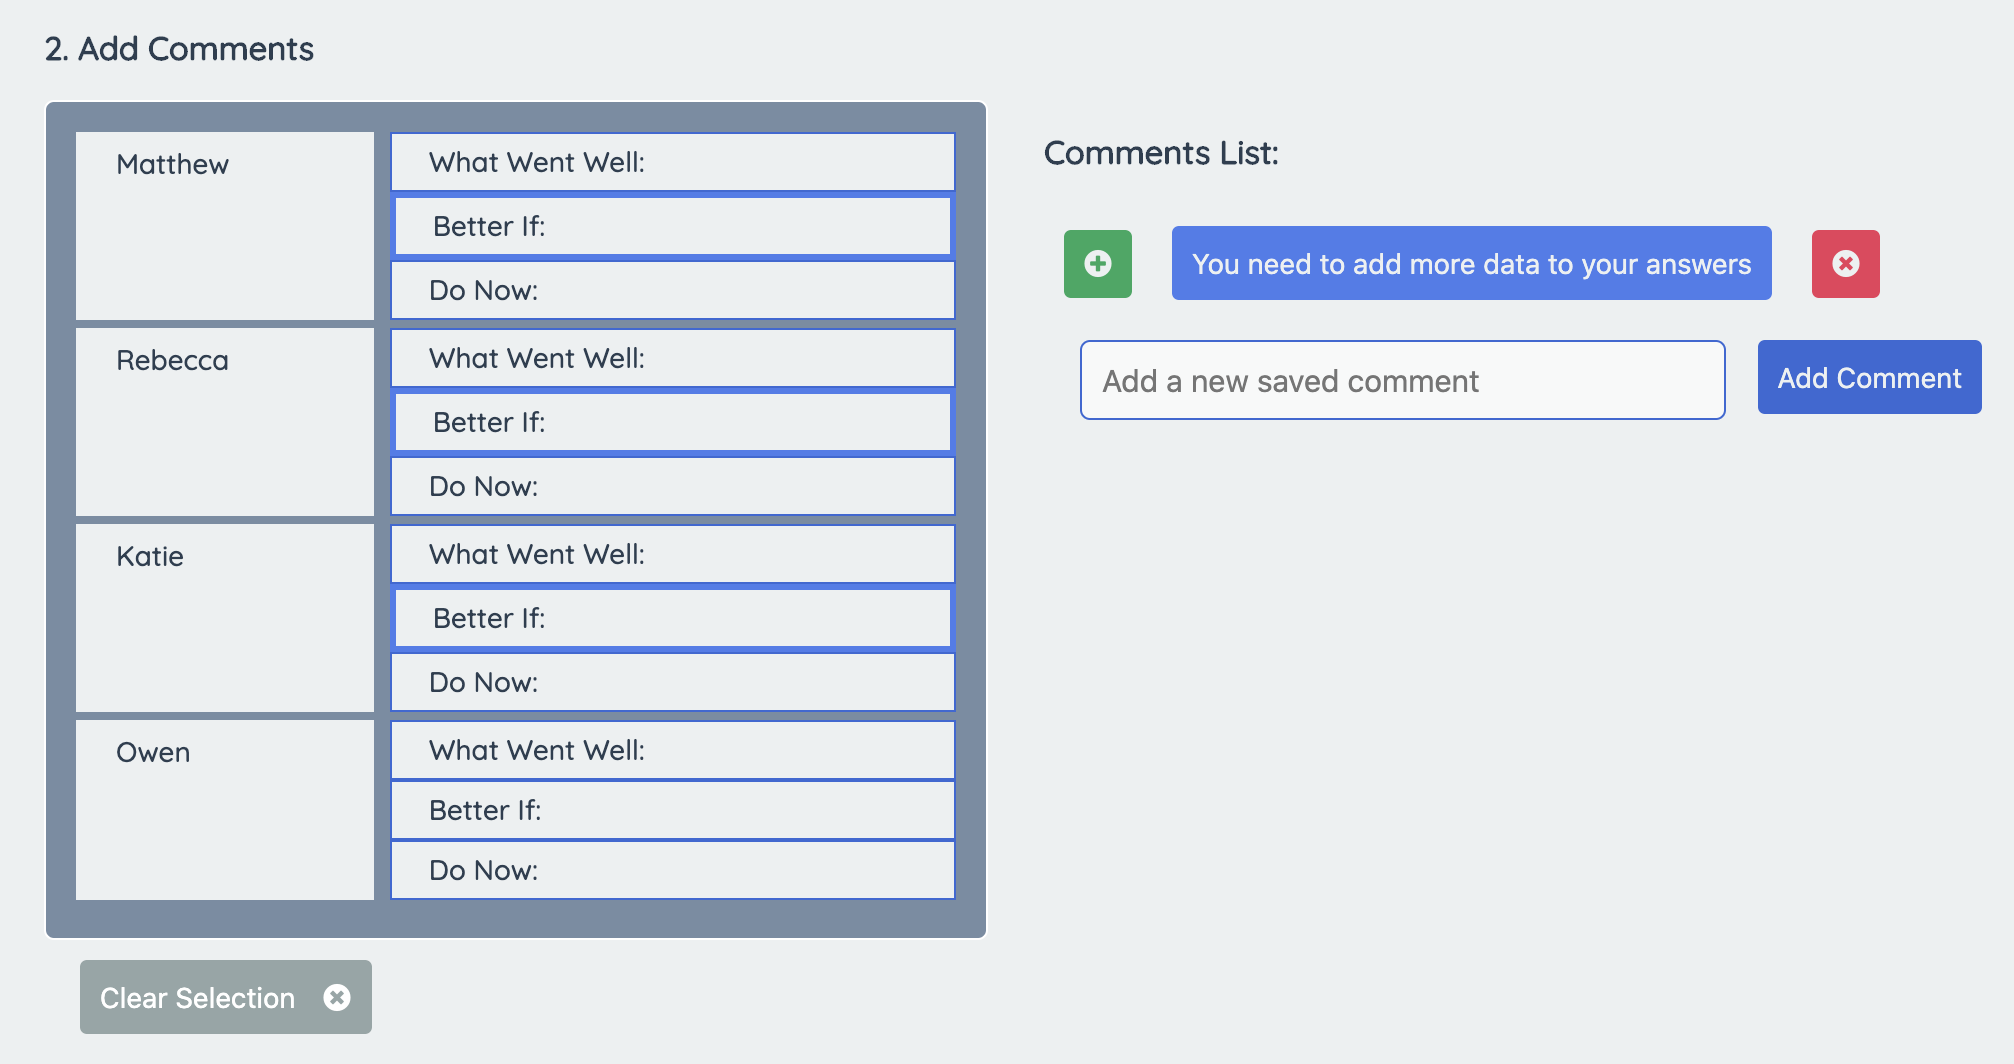 2. Add Comments
Matthew
What Went Well:
Better If:
Do Now:
Rebecca
What Went Well:
Better If:
Do Now:
Katie
What Went Well:
Better If:
Do Now:
Owen
What Went Well:
Better If:
Do Now:
Clear Selection
Comments List:
You need to add more data to your answers
Add a new saved comment
Add Comment